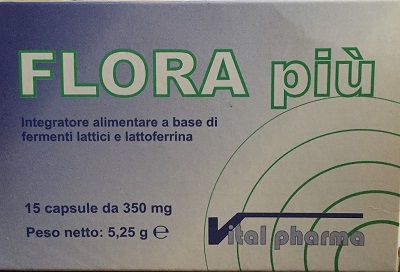 FLORA più
Integratore alimentare a base di
fermenti lattici e lattoferrina
15 capsule da 350 mg
Peso netto: 5,25 g ℮
Vital pharma